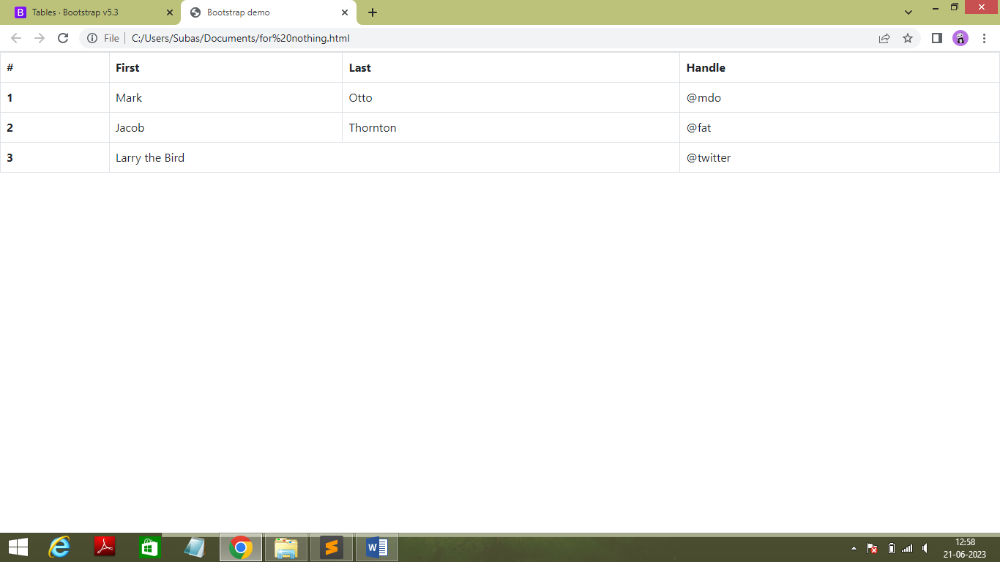 Tables · Bootstrap v5.3 Bootstrap demo
File C:/Users/Subas/Documents/for%20nothing.html
# First Last Handle
1 Mark Otto @mdo
2 Jacob Thornton @fat
3 Larry the Bird @twitter
12:58
21-06-2023